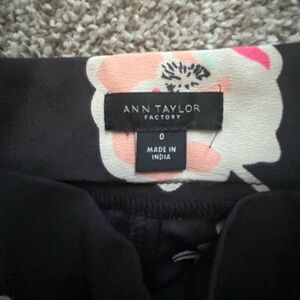 ANN TAYLOR
FACTORY
0
MADE IN
INDIA